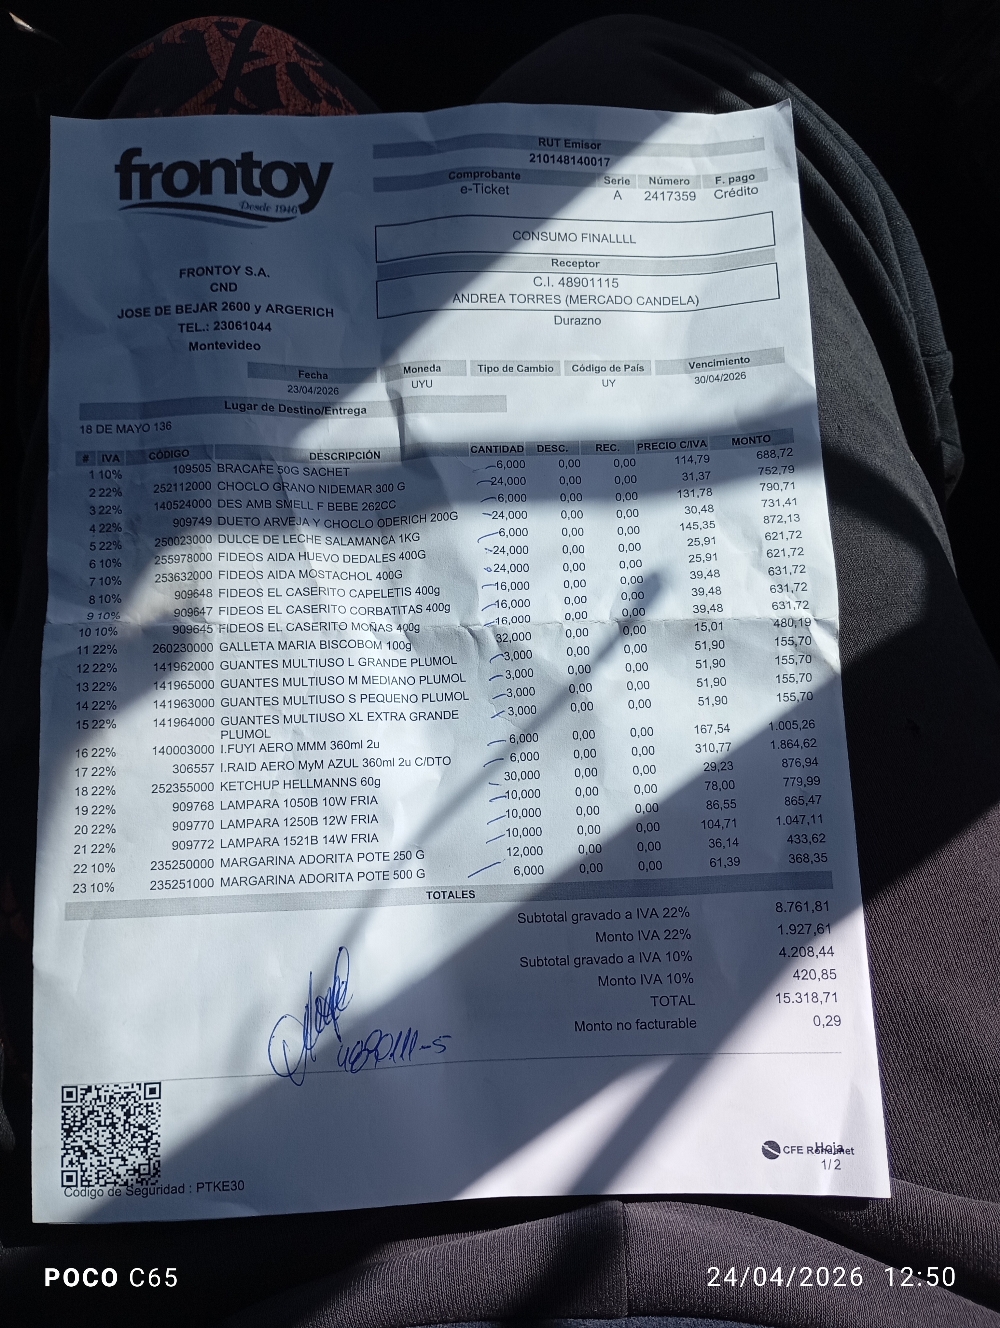 frontoy
Desde 1946
FRONTOY S.A.
CND
JOSE DE BEJAR 2600 y ARGERICH
TEL.: 23061044
Montevideo
RUT Emisor
210148140017
Comprobante Serie Número F. pago
e-Ticket A 2417359 Crédito
CONSUMO FINALLLL
Receptor
C.I. 48901115
ANDREA TORRES (MERCADO CANDELA)
Durazno
Fecha Moneda Tipo de Cambio Código de País Vencimiento
23/04/2026 UYU UY 30/04/2026
Lugar de Destino/Entrega
18 DE MAYO 136
# IVA CÓDIGO DESCRIPCIÓN CANTIDAD DESC. REC. PRECIO C/IVA MONTO
1 10% 109505 BRACAFE 50G SACHET 6,000 0,00 0,00 114,79 688,72
2 22% 252112000 CHOCLO GRANO NIDEMAR 300 G 24,000 0,00 0,00 31,37 752,79
3 22% 140524000 DES AMB SMELL F BEBE 262CC 6,000 0,00 0,00 131,78 790,71
4 22% 909749 DUETO ARVEJA Y CHOCLO ODERICH 200G 24,000 0,00 0,00 30,48 731,41
5 22% 250023000 DULCE DE LECHE SALAMANCA 1KG 6,000 0,00 0,00 145,35 872,13
6 10% 255978000 FIDEOS AIDA HUEVO DEDALES 400G 24,000 0,00 0,00 25,91 621,72
7 10% 253632000 FIDEOS AIDA MOSTACHOL 400G 24,000 0,00 0,00 25,91 621,72
8 10% 909648 FIDEOS EL CASERITO CAPELETIS 400g 16,000 0,00 0,00 39,48 631,72
9 10% 909647 FIDEOS EL CASERITO CORBATITAS 400g 16,000 0,00 0,00 39,48 631,72
10 10% 909645 FIDEOS EL CASERITO MOÑAS 400g 16,000 0,00 0,00 39,48 631,72
11 22% 260230000 GALLETA MARIA BISCOBOM 100g 32,000 0,00 0,00 15,01 480,19
12 22% 141962000 GUANTES MULTIUSO L GRANDE PLUMOL 3,000 0,00 0,00 51,90 155,70
13 22% 141965000 GUANTES MULTIUSO M MEDIANO PLUMOL 3,000 0,00 0,00 51,90 155,70
14 22% 141963000 GUANTES MULTIUSO S PEQUENO PLUMOL 3,000 0,00 0,00 51,90 155,70
15 22% 141964000 GUANTES MULTIUSO XL EXTRA GRANDE 3,000 0,00 0,00 51,90 155,70
PLUMOL
16 22% 140003000 I.FUYI AERO MMM 360ml 2u 6,000 0,00 0,00 167,54 1.005,26
17 22% 306557 I.RAID AERO MyM AZUL 360ml 2u C/DTO 6,000 0,00 0,00 310,77 1.864,62
18 22% 252355000 KETCHUP HELLMANNS 60g 30,000 0,00 0,00 29,23 876,94
19 22% 909768 LAMPARA 1050B 10W FRIA 10,000 0,00 0,00 78,00 779,99
20 22% 909770 LAMPARA 1250B 12W FRIA 10,000 0,00 0,00 86,55 865,47
21 22% 909772 LAMPARA 1521B 14W FRIA 10,000 0,00 0,00 104,71 1.047,11
22 10% 235250000 MARGARINA ADORITA POTE 250 G 12,000 0,00 0,00 36,14 433,62
23 10% 235251000 MARGARINA ADORITA POTE 500 G 6,000 0,00 0,00 61,39 368,35
TOTALES
Subtotal gravado a IVA 22% 8.761,81
Monto IVA 22% 1.927,61
Subtotal gravado a IVA 10% 4.208,44
Monto IVA 10% 420,85
TOTAL 15.318,71
Monto no facturable 0,29
4890111-5
CFE
Hoja
1/2
Código de Seguridad : PTKE30
POCO C65
24/04/2026 12:50